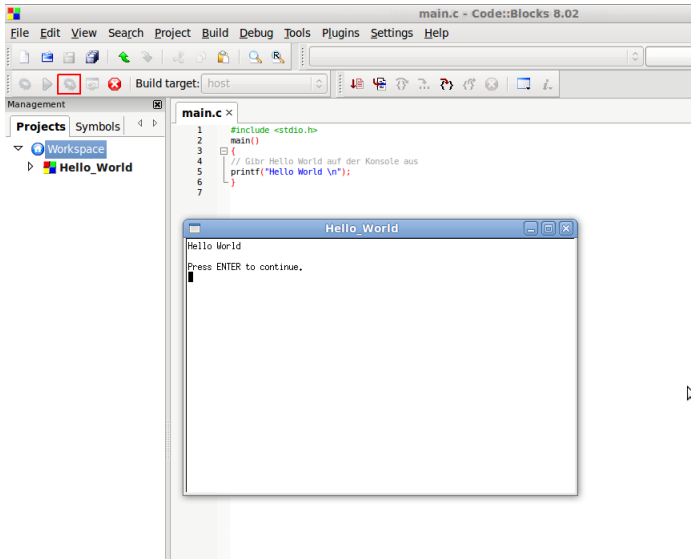 main.c - Code::Blocks 8.02
File Edit View Search Project Build Debug Tools Plugins Settings Help
Build target: host
Management
Projects Symbols
main.c
Workspace
Hello_World
1 #include <stdio.h>
2 main()
3 {
4 // Gibr Hello World auf der Konsole aus
5 printf("Hello World \n");
6 }
7
Hello_World
Hello World
Press ENTER to continue.